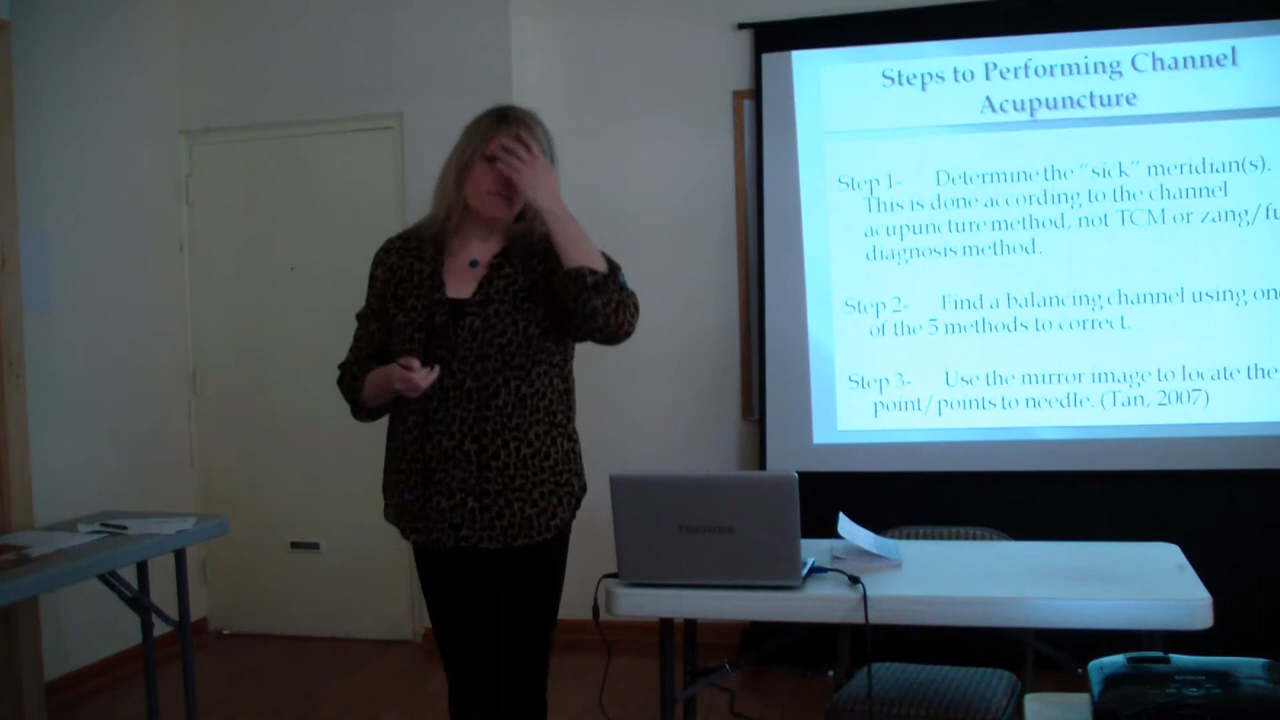 Steps to Performing Channel
Acupuncture
Step 1- Determine the “sick” meridian(s).
This is done according to the channel
acupuncture method, not TCM or zang/fu
diagnosis method.
Step 2- Find a balancing channel using one
of the 5 methods to correct.
Step 3- Use the mirror image to locate the
point/points to needle. (Tan, 2007)
TOSHIBA
EPSON